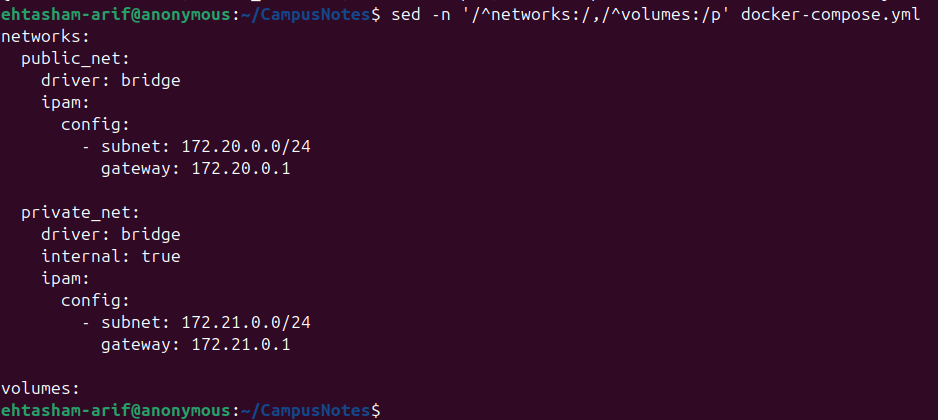 ehtasham-arif@anonymous:~/CampusNotes$ sed -n '/^networks:/,/^volumes:/p' docker-compose.yml
networks:
  public_net:
    driver: bridge
    ipam:
      config:
        - subnet: 172.20.0.0/24
          gateway: 172.20.0.1

  private_net:
    driver: bridge
    internal: true
    ipam:
      config:
        - subnet: 172.21.0.0/24
          gateway: 172.21.0.1

volumes:
ehtasham-arif@anonymous:~/CampusNotes$